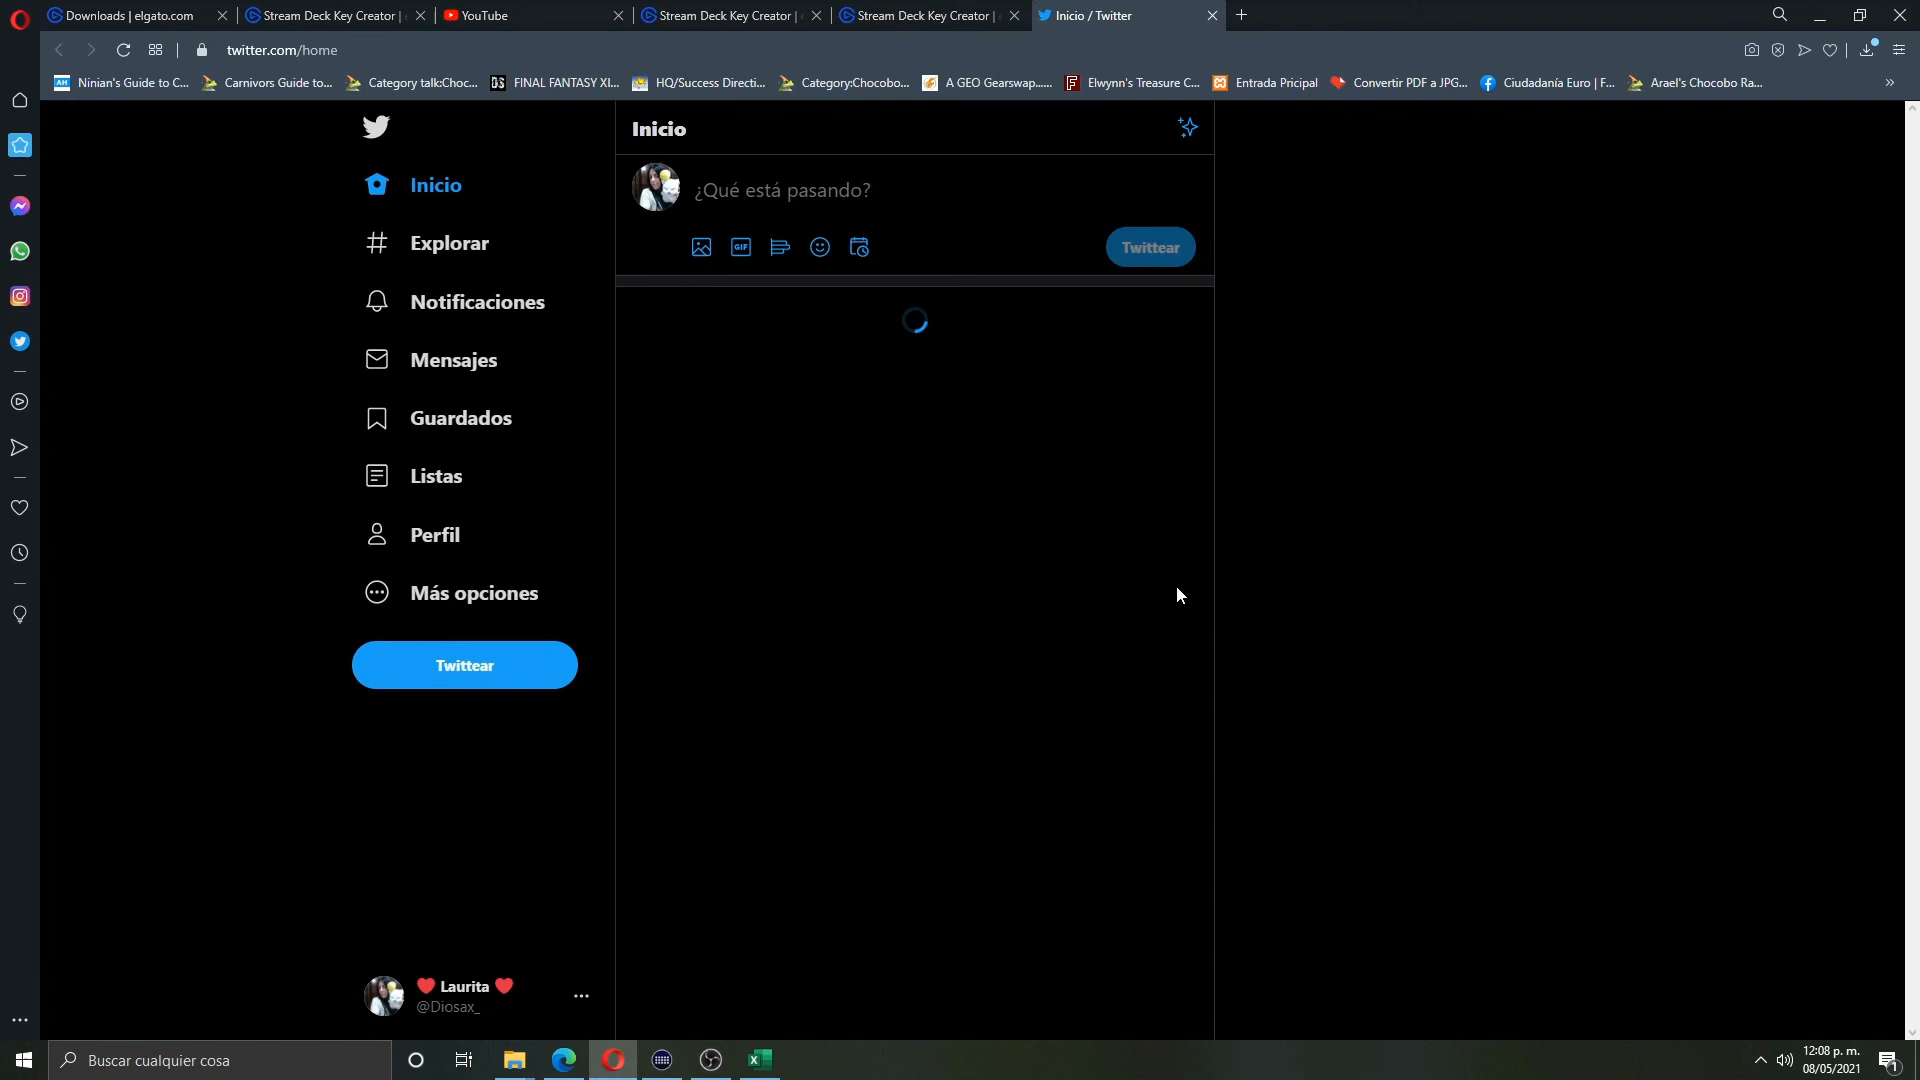 Downloads | elgato.com
Stream Deck Key Creator |
YouTube
Stream Deck Key Creator |
Stream Deck Key Creator |
Inicio / Twitter
twitter.com/home
Ninian's Guide to C...
Carnivors Guide to...
Category talk:Choc...
FINAL FANTASY XI...
HQ/Success Directi...
Category:Chocobo...
A GEO Gearswap......
Elwynn's Treasure C...
Entrada Pricipal
Convertir PDF a JPG...
Ciudadanía Euro | F...
Arael's Chocobo Ra...
Inicio
Explorar
Notificaciones
Mensajes
Guardados
Listas
Perfil
Más opciones
Twittear
Laurita
@Diosax_
Inicio
¿Qué está pasando?
GIF
Twittear
Buscar cualquier cosa
12:08 p. m.
08/05/2021
1